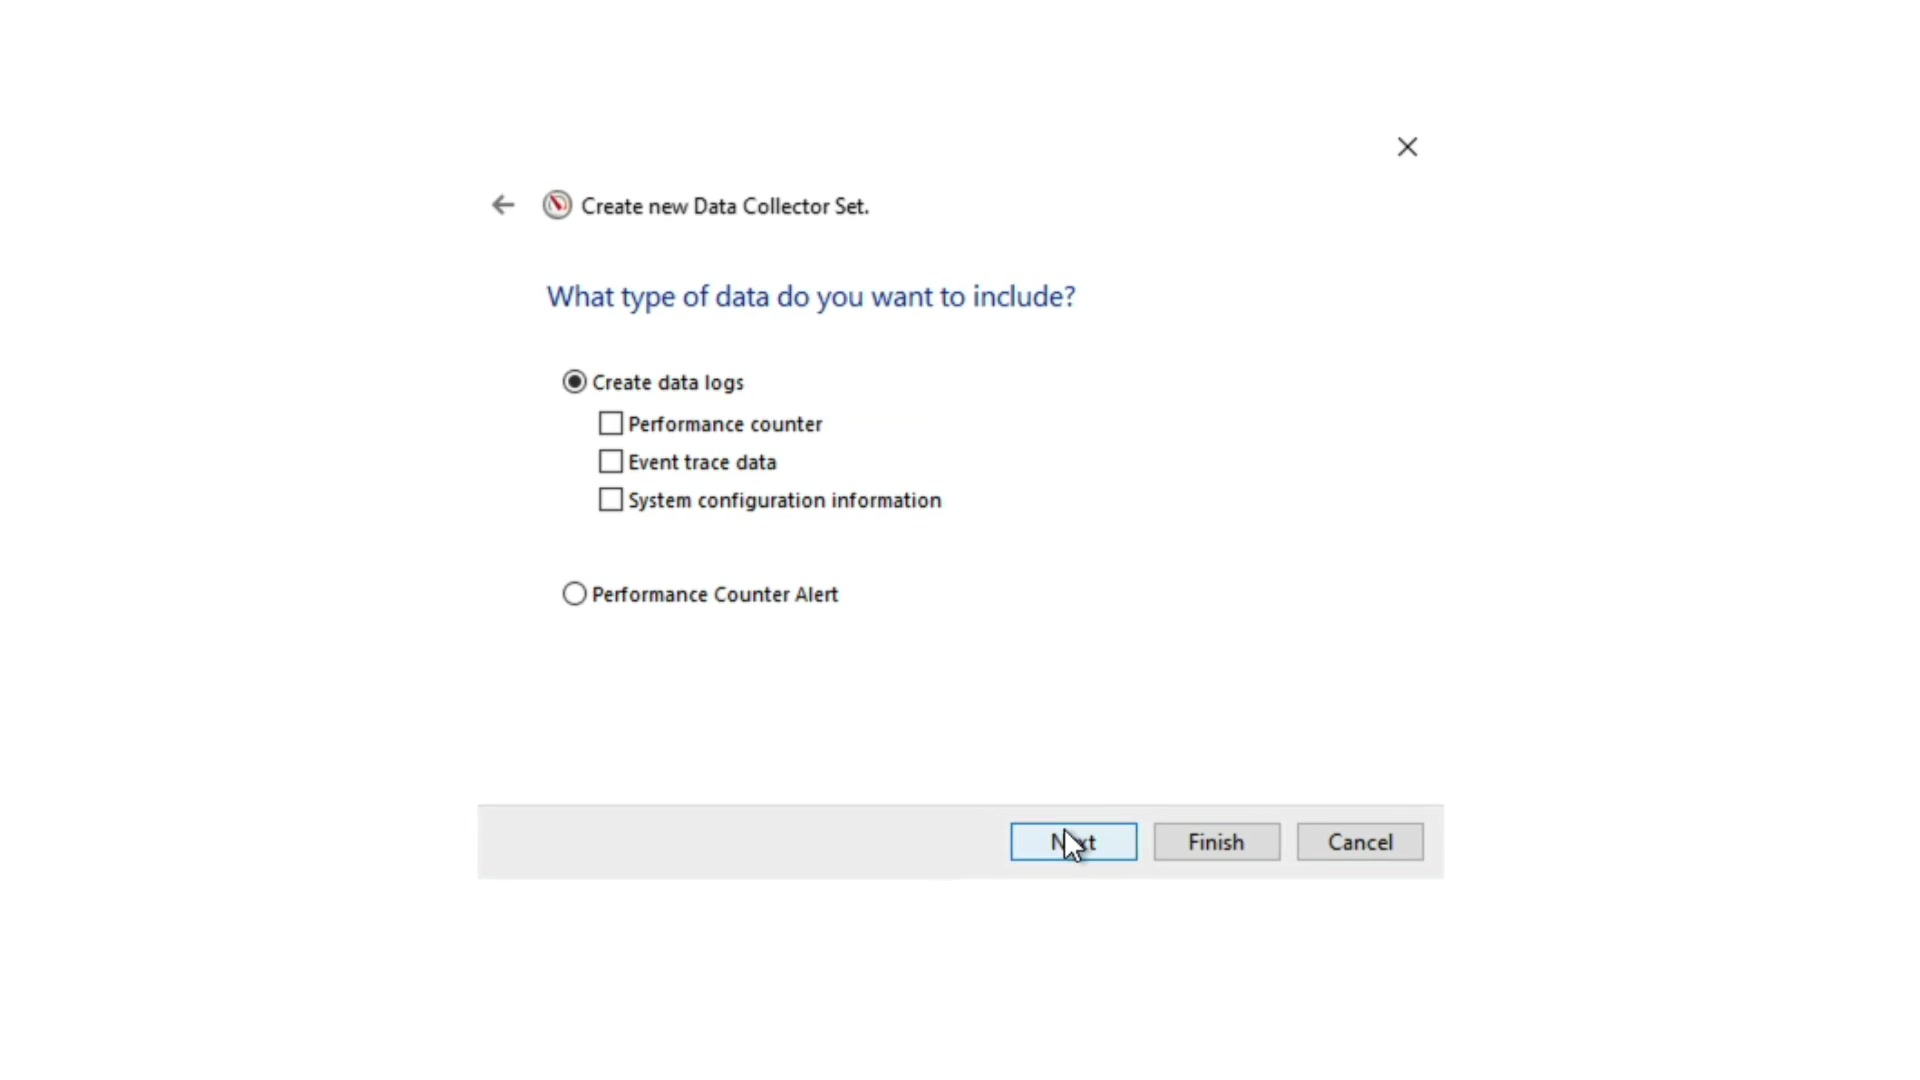 Create new Data Collector Set.
What type of data do you want to include?
Create data logs
Performance counter
Event trace data
System configuration information
Performance Counter Alert
Next Finish Cancel